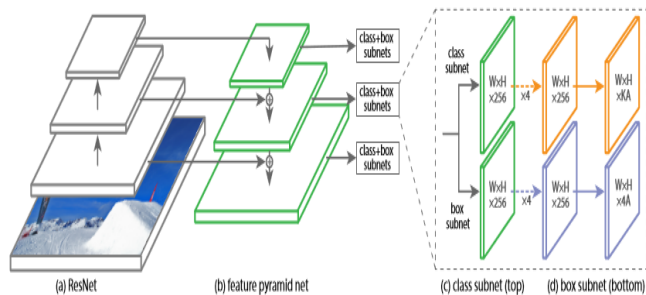 class+box
subnets
class+box
subnets
class+box
subnets
class
subnet
box
subnet
W×H
×256
×4
W×H
×256
W×H
×KA
W×H
×256
×4
W×H
×256
W×H
×4A
(a) ResNet
(b) feature pyramid net
(c) class subnet (top)
(d) box subnet (bottom)